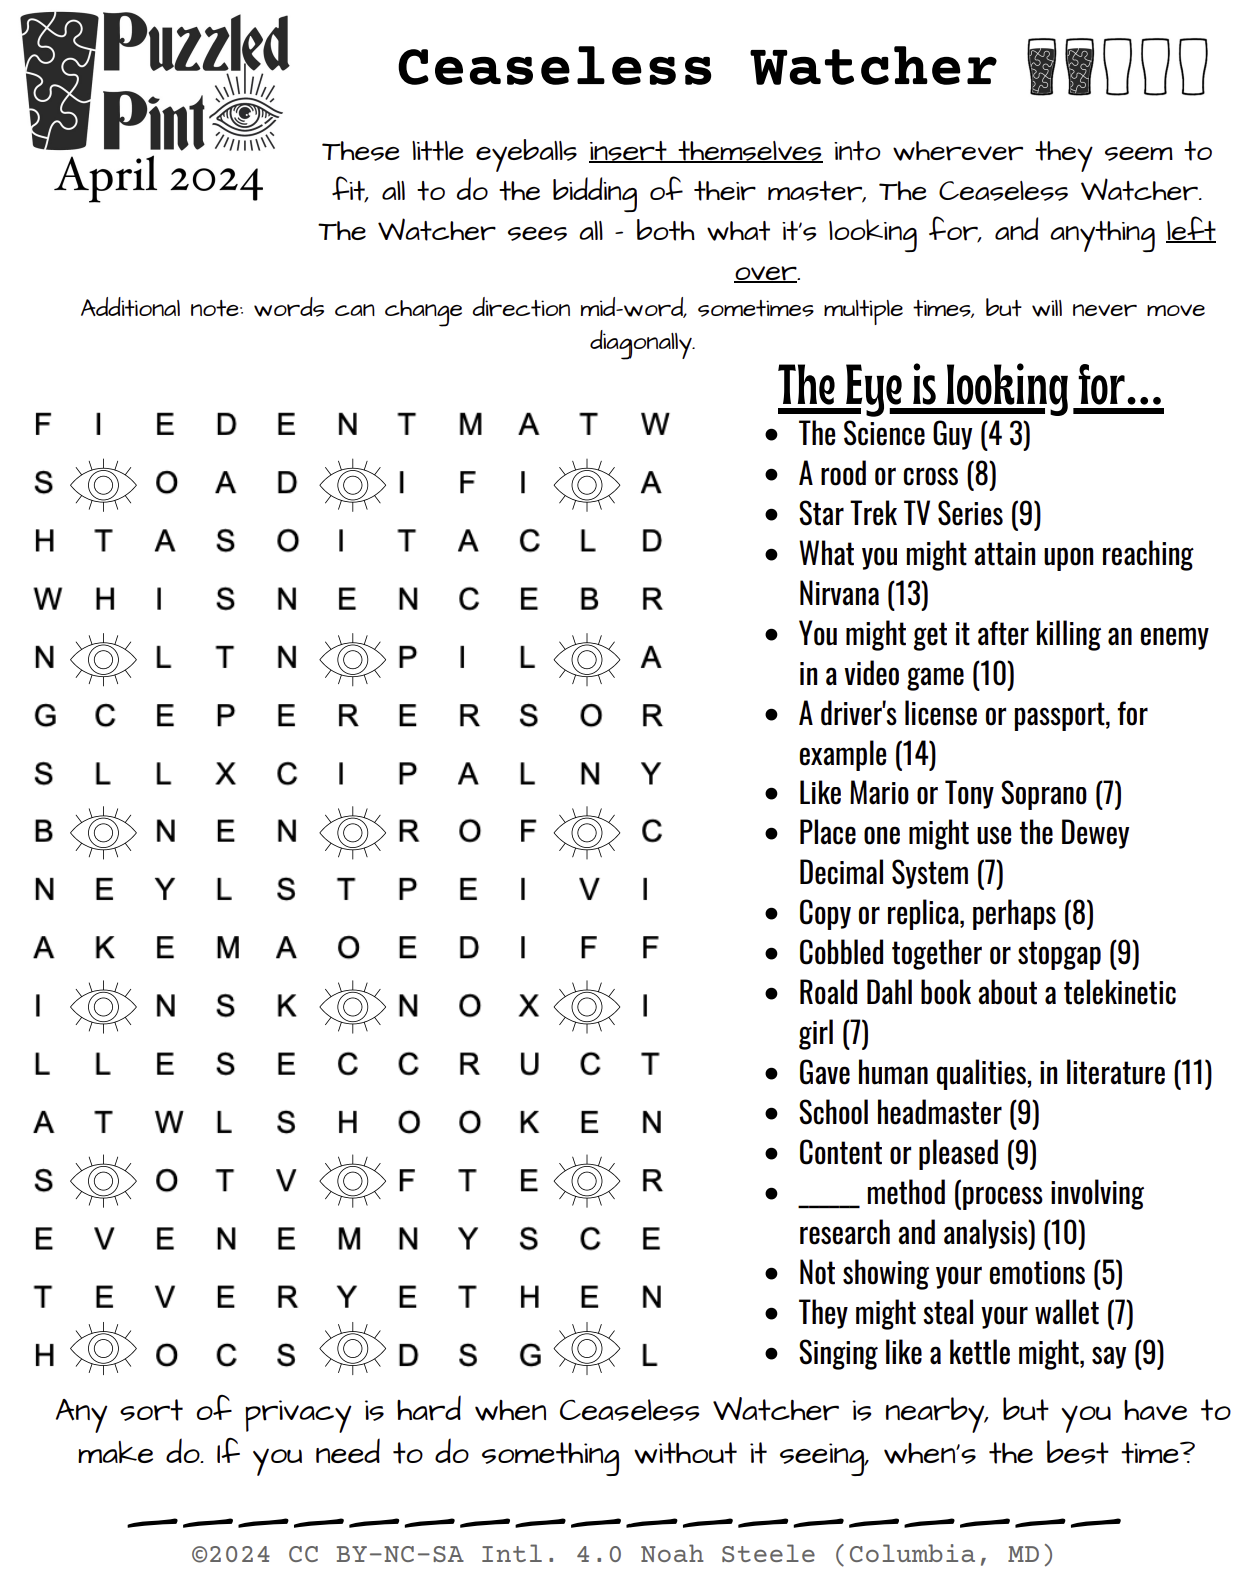 Puzzled
Pint
April 2024
Ceaseless Watcher
These little eyeballs insert themselves into wherever they seem to
fit, all to do the bidding of their master, The Ceaseless Watcher.
The Watcher sees all - both what it's looking for, and anything left
over.
Additional note: words can change direction mid-word, sometimes multiple times, but will never move
diagonally.
F I E D E N T M A T W
S O A D I F I A
H T A S O I T A C L D
W H I S N E N C E B R
N L T N P I L A
G C E P E R E R S O R
S L L X C I P A L N Y
B N E N R O F C
N E Y L S T P E I V I
A K E M A O E D I F F
I N S K N O X I
L L E S E C C R U C T
A T W L S H O O K E N
S O T V F T E R
E V E N E M N Y S C E
T E V E R Y E T H E N
H O C S D S G L
The Eye is looking for...
• The Science Guy (4 3)
• A rood or cross (8)
• Star Trek TV Series (9)
• What you might attain upon reaching
Nirvana (13)
• You might get it after killing an enemy
in a video game (10)
• A driver's license or passport, for
example (14)
• Like Mario or Tony Soprano (7)
• Place one might use the Dewey
Decimal System (7)
• Copy or replica, perhaps (8)
• Cobbled together or stopgap (9)
• Roald Dahl book about a telekinetic
girl (7)
• Gave human qualities, in literature (11)
• School headmaster (9)
• Content or pleased (9)
• ______ method (process involving
research and analysis) (10)
• Not showing your emotions (5)
• They might steal your wallet (7)
• Singing like a kettle might, say (9)
Any sort of privacy is hard when Ceaseless Watcher is nearby, but you have to
make do. If you need to do something without it seeing, when's the best time?
©2024 CC BY-NC-SA Intl. 4.0 Noah Steele (Columbia, MD)